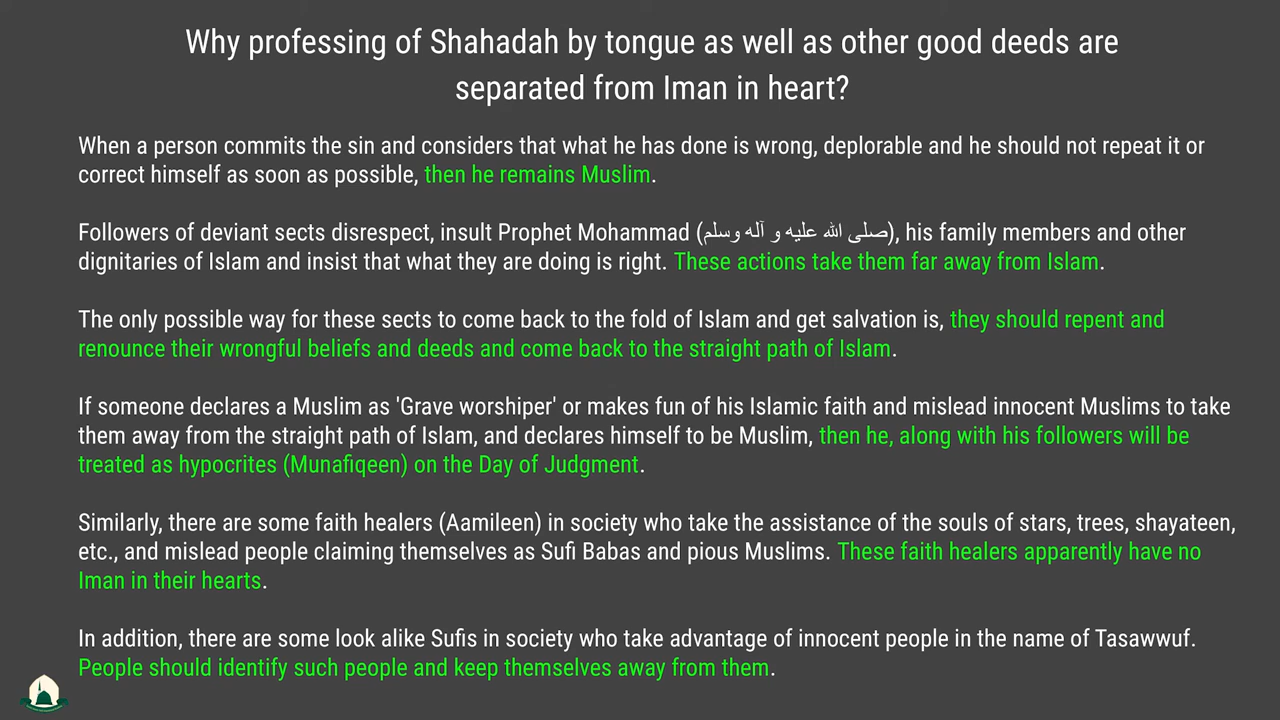 Why professing of Shahadah by tongue as well as other good deeds are
separated from Iman in heart?
When a person commits the sin and considers that what he has done is wrong, deplorable and he should not repeat it or
correct himself as soon as possible, then he remains Muslim.
Followers of deviant sects disrespect, insult Prophet Mohammad (صلى الله عليه و آله وسلم), his family members and other
dignitaries of Islam and insist that what they are doing is right. These actions take them far away from Islam.
The only possible way for these sects to come back to the fold of Islam and get salvation is, they should repent and
renounce their wrongful beliefs and deeds and come back to the straight path of Islam.
If someone declares a Muslim as 'Grave worshiper' or makes fun of his Islamic faith and mislead innocent Muslims to take
them away from the straight path of Islam, and declares himself to be Muslim, then he, along with his followers will be
treated as hypocrites (Munafiqeen) on the Day of Judgment.
Similarly, there are some faith healers (Aamileen) in society who take the assistance of the souls of stars, trees, shayateen,
etc., and mislead people claiming themselves as Sufi Babas and pious Muslims. These faith healers apparently have no
Iman in their hearts.
In addition, there are some look alike Sufis in society who take advantage of innocent people in the name of Tasawwuf.
People should identify such people and keep themselves away from them.